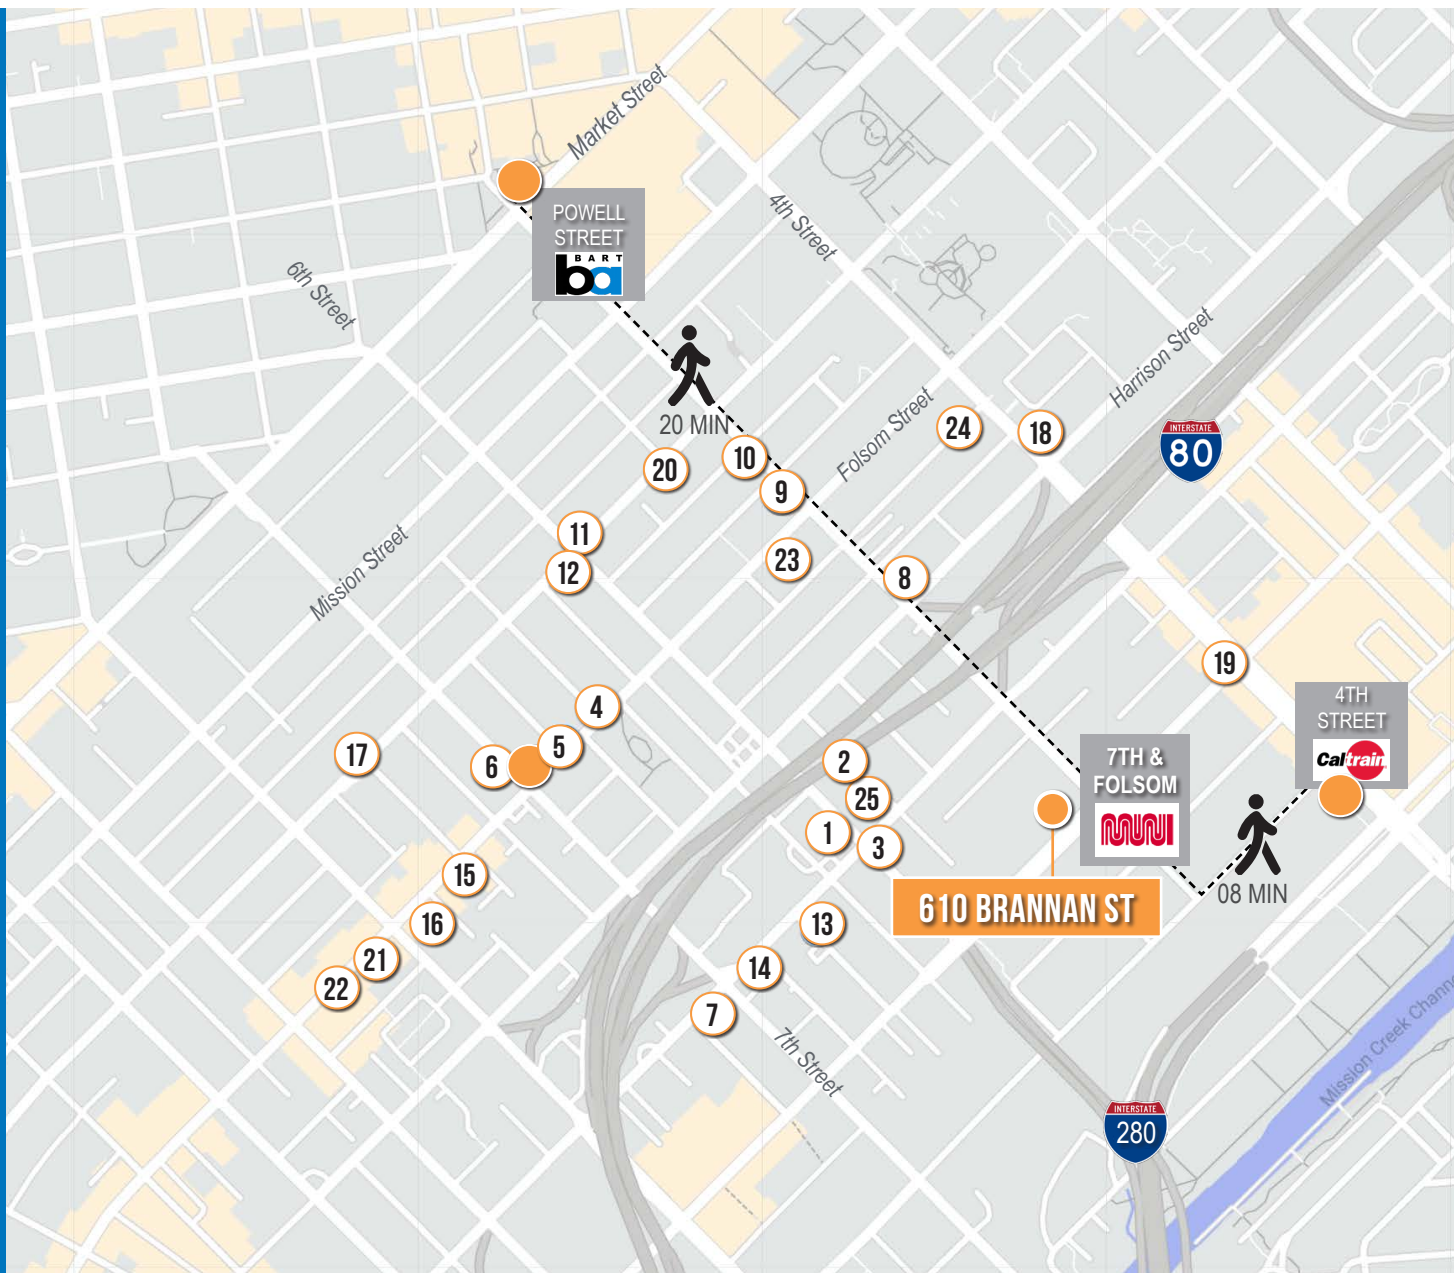 Market Street
POWELL
STREET
BART
ba
4th Street
6th Street
Harrison Street
20 MIN
Folsom Street
24
18
INTERSTATE
80
10
20
9
Mission Street
11
12
23
8
19
4TH
STREET
Caltrain
4
5
6
17
2
25
1
3
7TH &
FOLSOM
MUNI
08 MIN
610 BRANNAN ST
15
16
13
21
22
14
7
7th Street
Mission Creek Channe
INTERSTATE
280